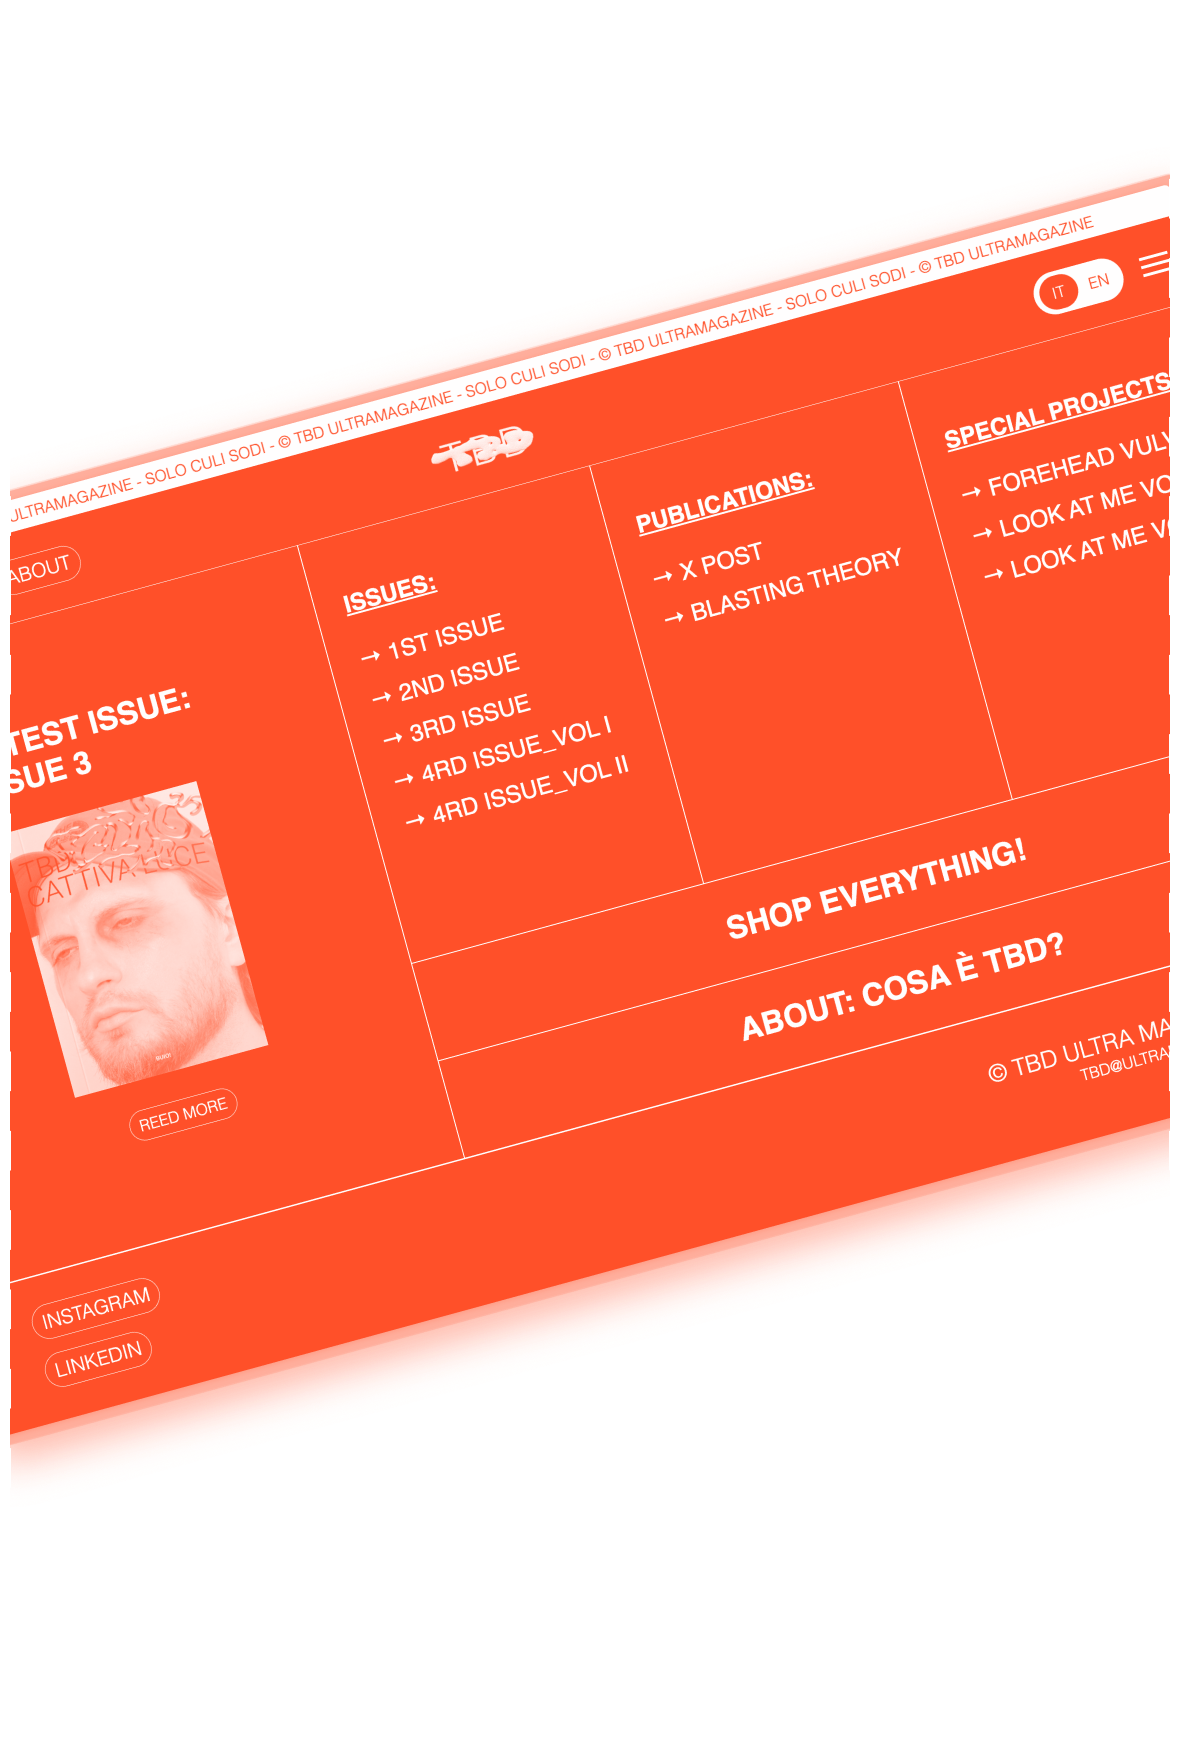 ULTRAMAGAZINE - SOLO CULI SODI - © TBD ULTRAMAGAZINE - SOLO CULI SODI - © TBD ULTRAMAGAZINE - SOLO CULI SODI - © TBD ULTRAMAGAZINE
IT EN
TBD
ABOUT
TEST ISSUE:
SUE 3
TBD
CATTIVA LUCE
REED MORE
ISSUES:
→ 1ST ISSUE
→ 2ND ISSUE
→ 3RD ISSUE
→ 4RD ISSUE_VOL I
→ 4RD ISSUE_VOL II
PUBLICATIONS:
→ X POST
→ BLASTING THEORY
SPECIAL PROJECTS
→ FOREHEAD VUL
→ LOOK AT ME VO
→ LOOK AT ME V
SHOP EVERYTHING!
ABOUT: COSA È TBD?
© TBD ULTRA MA
TBD@ULTRA
INSTAGRAM
LINKEDIN